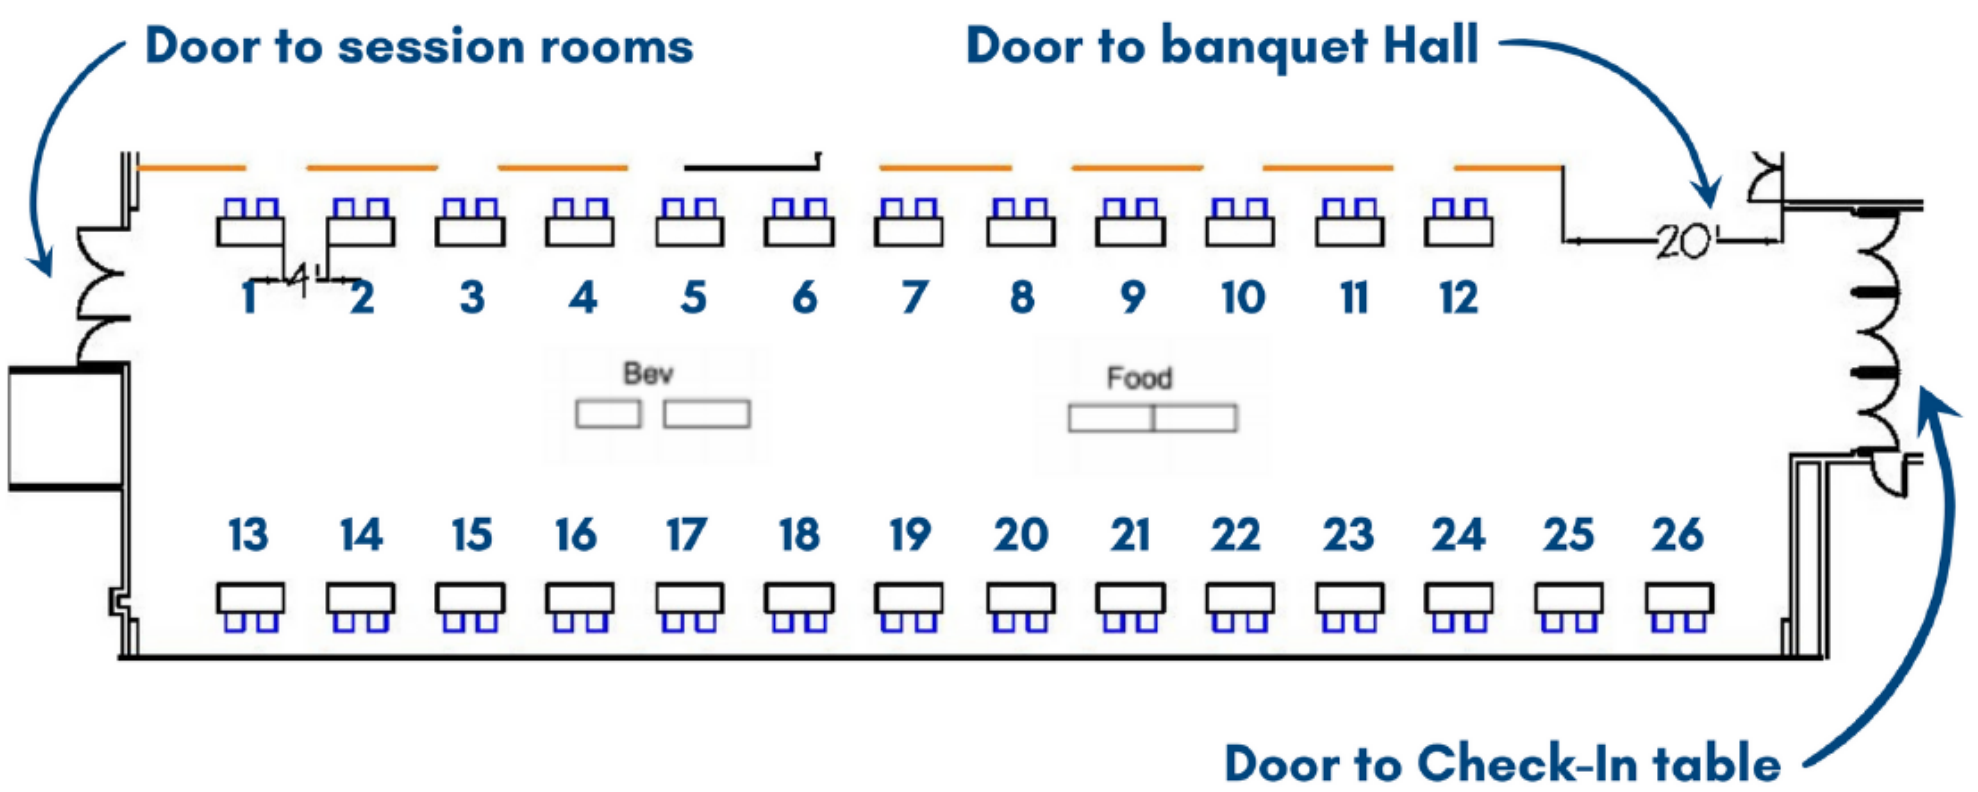 Door to session rooms
Door to banquet Hall
20'
4'
1 2 3 4 5 6 7 8 9 10 11 12
Bev
Food
13 14 15 16 17 18 19 20 21 22 23 24 25 26
Door to Check-In table